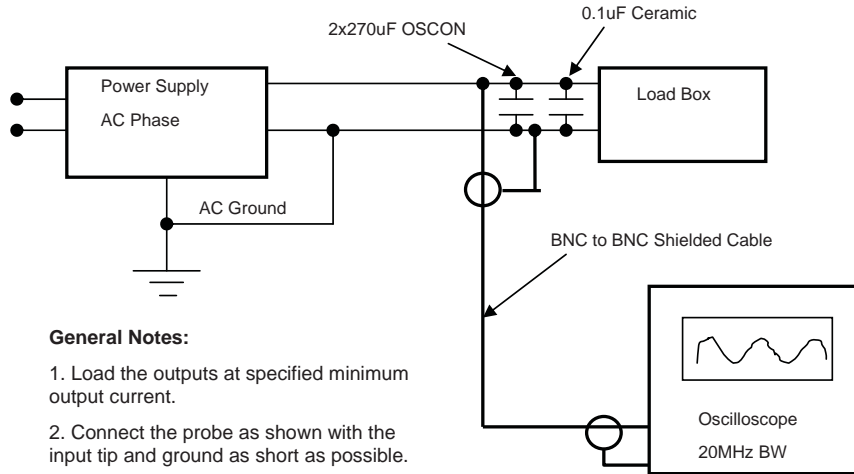 2x270uF OSCON
0.1uF Ceramic
Power Supply
AC Phase
Load Box
AC Ground
BNC to BNC Shielded Cable
General Notes:
1. Load the outputs at specified minimum
output current.
2. Connect the probe as shown with the
input tip and ground as short as possible.
Oscilloscope
20MHz BW